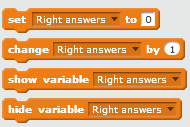 set Right answers to 0
change Right answers by 1
show variable Right answers
hide variable Right answers